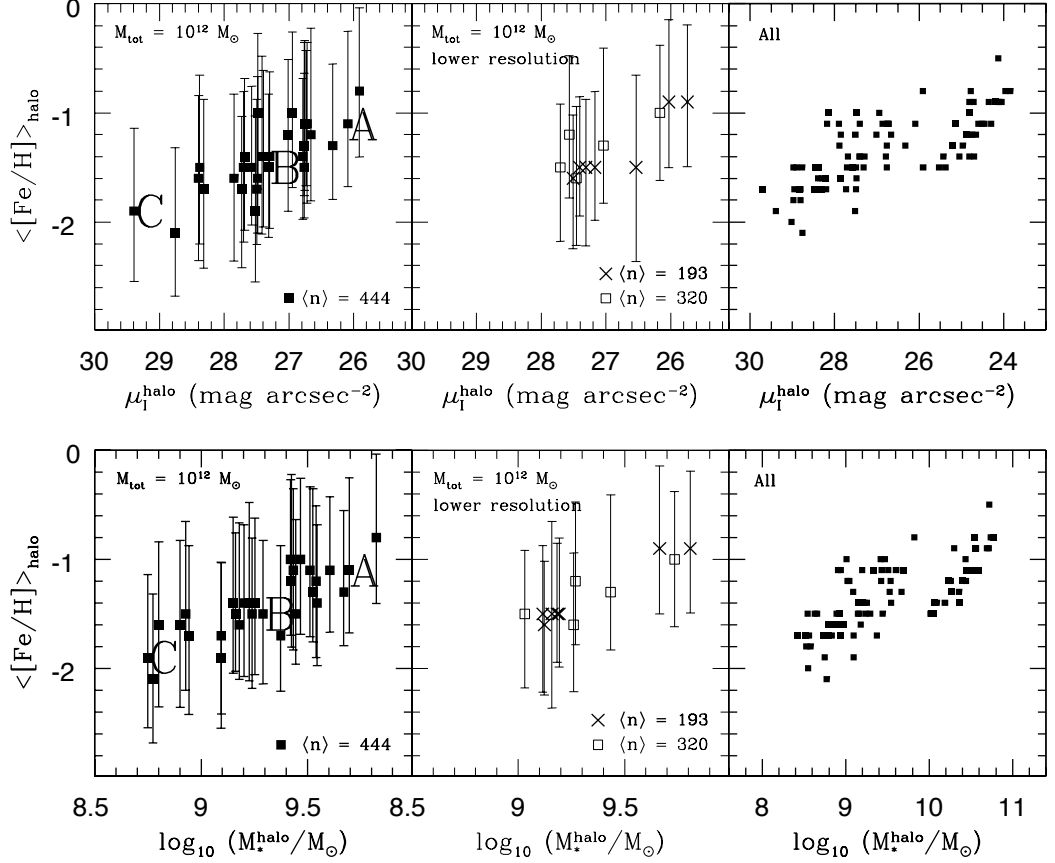 M_tot = 10^12 M_⊙
M_tot = 10^12 M_⊙
lower resolution
All
0
-1
-2
<[Fe/H]>_halo
A
B
C
⟨n⟩ = 444
⟨n⟩ = 193
⟨n⟩ = 320
30 29 28 27 26 30 29 28 27 26 30 28 26 24
μ_I^halo (mag arcsec^-2) μ_I^halo (mag arcsec^-2) μ_I^halo (mag arcsec^-2)
M_tot = 10^12 M_⊙
M_tot = 10^12 M_⊙
lower resolution
All
0
-1
-2
<[Fe/H]>_halo
A
B
C
⟨n⟩ = 444
⟨n⟩ = 193
⟨n⟩ = 320
8.5 9 9.5 8.5 9 9.5 8 9 10 11
log_10 (M_*^halo/M_⊙) log_10 (M_*^halo/M_⊙) log_10 (M_*^halo/M_⊙)